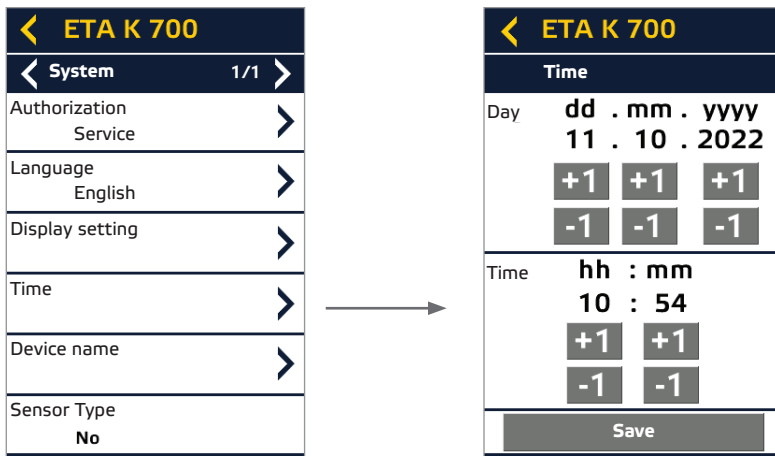 ETA K 700
System 1/1
Authorization
Service
Language
English
Display setting
Time
Device name
Sensor Type
No
ETA K 700
Time
Day dd . mm . yyyy
11 . 10 . 2022
+1 +1 +1
-1 -1 -1
Time hh : mm
10 : 54
+1 +1
-1 -1
Save